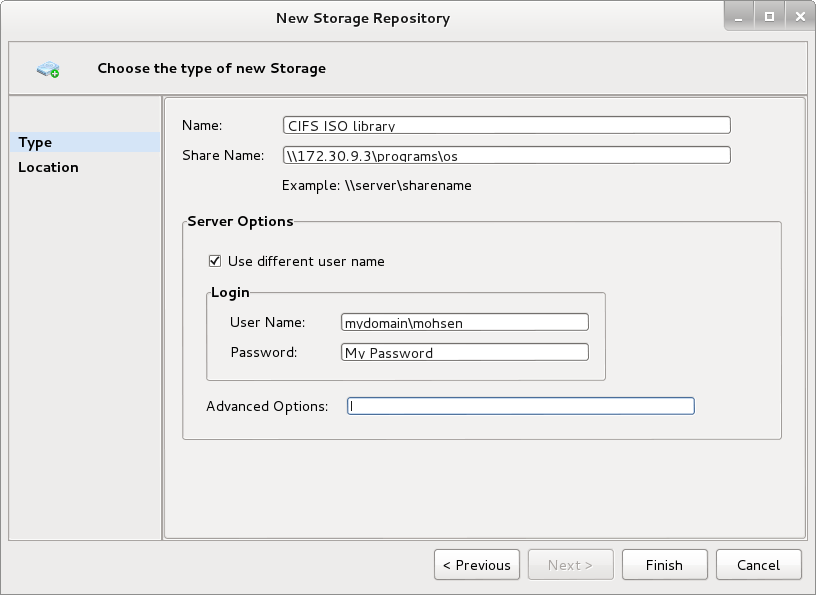 New Storage Repository
Choose the type of new Storage
Type
Location
Name: CIFS ISO library
Share Name: \\172.30.9.3\programs\os
Example: \\server\sharename
Server Options
Use different user name
Login
User Name: mydomain\mohsen
Password: My Password
Advanced Options:
< Previous Next > Finish Cancel